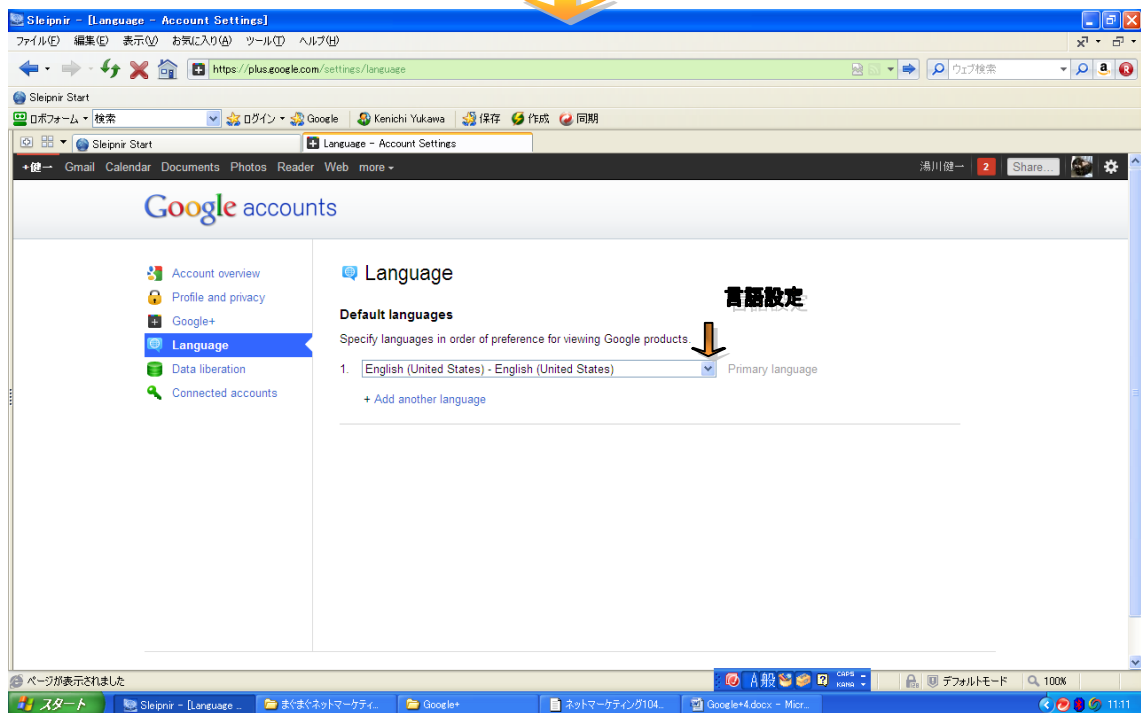 Sleipnir - [Language - Account Settings]
ファイル(F) 編集(E) 表示(V) お気に入り(A) ツール(T) ヘルプ(H)
https://plus.google.com/settings/language
ウェブ検索
Sleipnir Start
ロボフォーム 検索 ログイン Google Kenichi Yukawa 保存 作成 同期
Sleipnir Start Language - Account Settings
+健一 Gmail Calendar Documents Photos Reader Web more 湯川健一 2 Share...
Google accounts
Account overview
Profile and privacy
Google+
Language
Data liberation
Connected accounts
Language
言語設定
Default languages
Specify languages in order of preference for viewing Google products.
1. English (United States) - English (United States) Primary language
+ Add another language
ページが表示されました
A 般 CAPS KANA デフォルトモード 100%
スタート Sleipnir - [Language ... まぐまぐネットマーケティ... Google+ ネットマーケティング104... Google+4.docx - Micr... 11:11